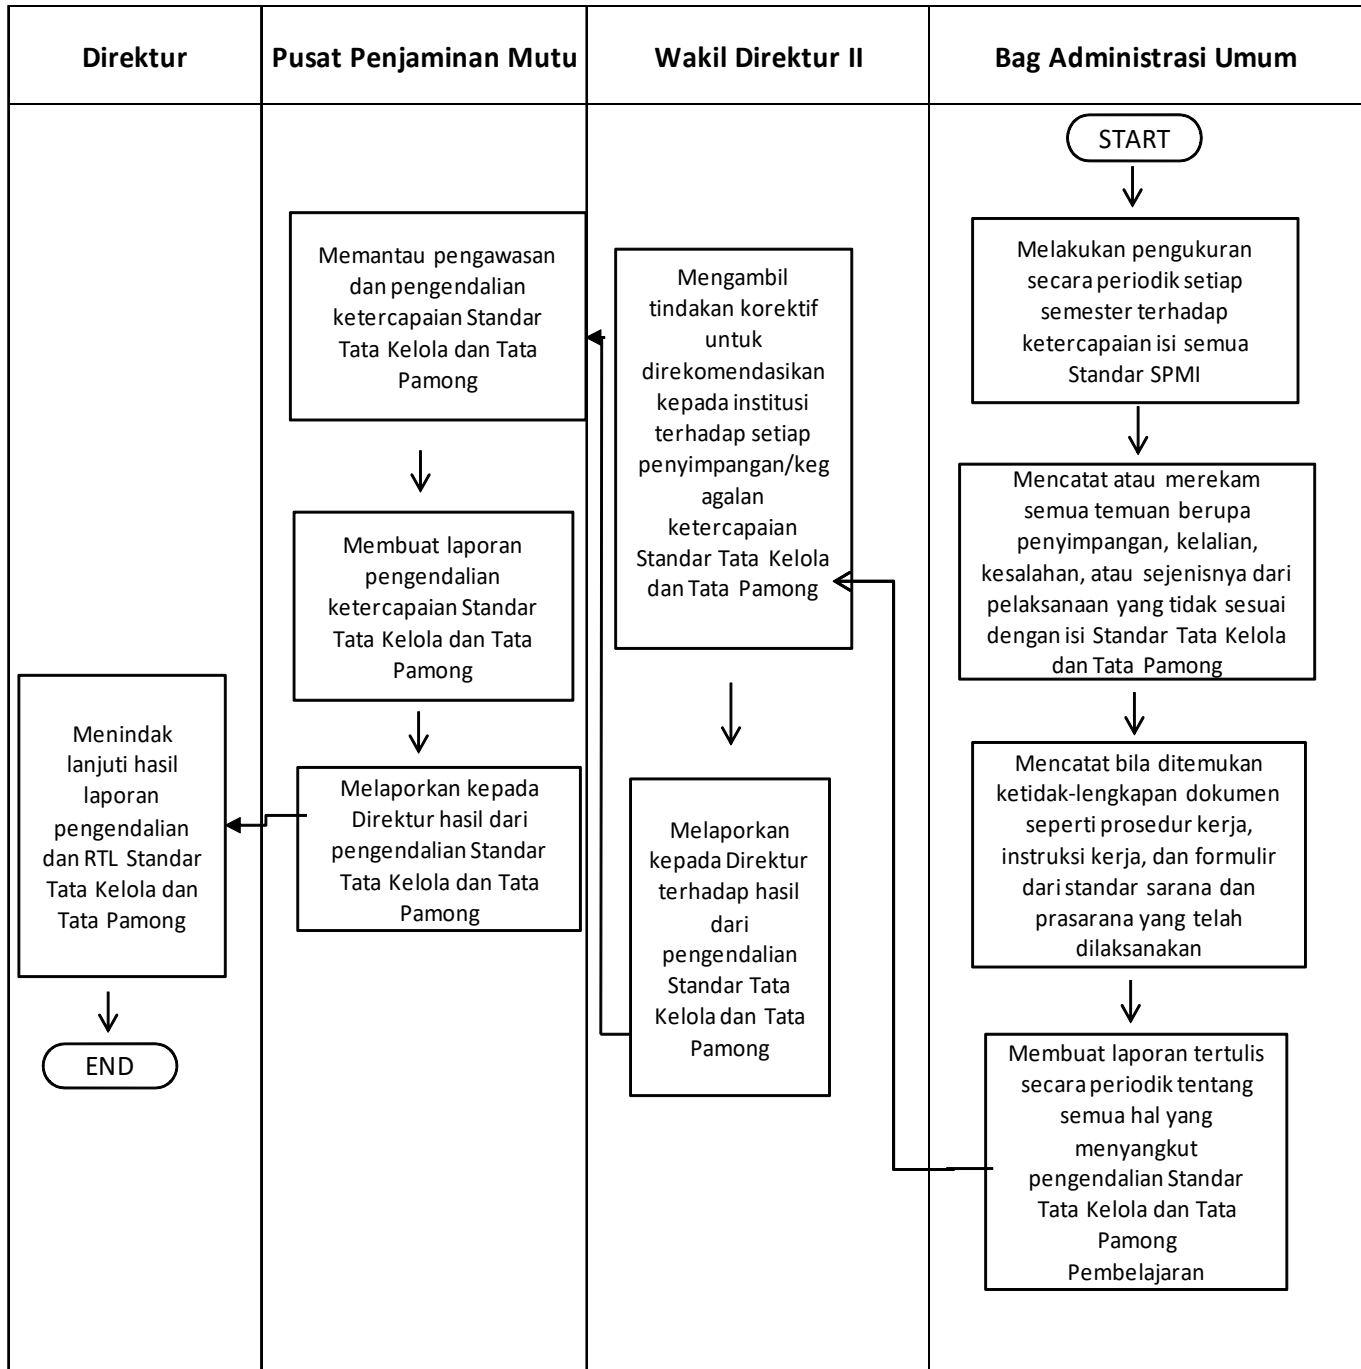 Direktur
Pusat Penjaminan Mutu
Wakil Direktur II
Bag Administrasi Umum
START
Melakukan pengukuran
secara periodik setiap
semester terhadap
ketercapaian isi semua
Standar SPMI
Mencatat atau merekam
semua temuan berupa
penyimpangan, kelalian,
kesalahan, atau sejenisnya dari
pelaksanaan yang tidak sesuai
dengan isi Standar Tata Kelola
dan Tata Pamong
Mencatat bila ditemukan
ketidak-lengkapan dokumen
seperti prosedur kerja,
instruksi kerja, dan formulir
dari standar sarana dan
prasarana yang telah
dilaksanakan
Membuat laporan tertulis
secara periodik tentang
semua hal yang
menyangkut
pengendalian Standar
Tata Kelola dan Tata
Pamong
Pembelajaran
Mengambil
tindakan korektif
untuk
direkomendasikan
kepada institusi
terhadap setiap
penyimpangan/keg
agalan
ketercapaian
Standar Tata Kelola
dan Tata Pamong
Melaporkan
kepada Direktur
terhadap hasil
dari
pengendalian
Standar Tata
Kelola dan Tata
Pamong
Memantau pengawasan
dan pengendalian
ketercapaian Standar
Tata Kelola dan Tata
Pamong
Membuat laporan
pengendalian
ketercapaian Standar
Tata Kelola dan Tata
Pamong
Melaporkan kepada
Direktur hasil dari
pengendalian Standar
Tata Kelola dan Tata
Pamong
Menindak
lanjuti hasil
laporan
pengendalian
dan RTL Standar
Tata Kelola dan
Tata Pamong
END